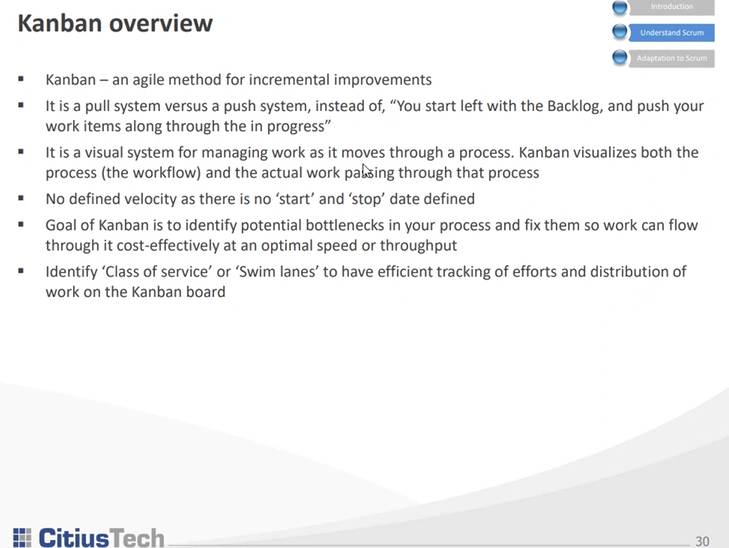 Kanban overview
Introduction
Understand Scrum
Adaptation to Scrum
▪ Kanban – an agile method for incremental improvements
▪ It is a pull system versus a push system, instead of, “You start left with the Backlog, and push your
work items along through the in progress”
▪ It is a visual system for managing work as it moves through a process. Kanban visualizes both the
process (the workflow) and the actual work passing through that process
▪ No defined velocity as there is no ‘start’ and ‘stop’ date defined
▪ Goal of Kanban is to identify potential bottlenecks in your process and fix them so work can flow
through it cost-effectively at an optimal speed or throughput
▪ Identify ‘Class of service’ or ‘Swim lanes’ to have efficient tracking of efforts and distribution of
work on the Kanban board
CitiusTech
30